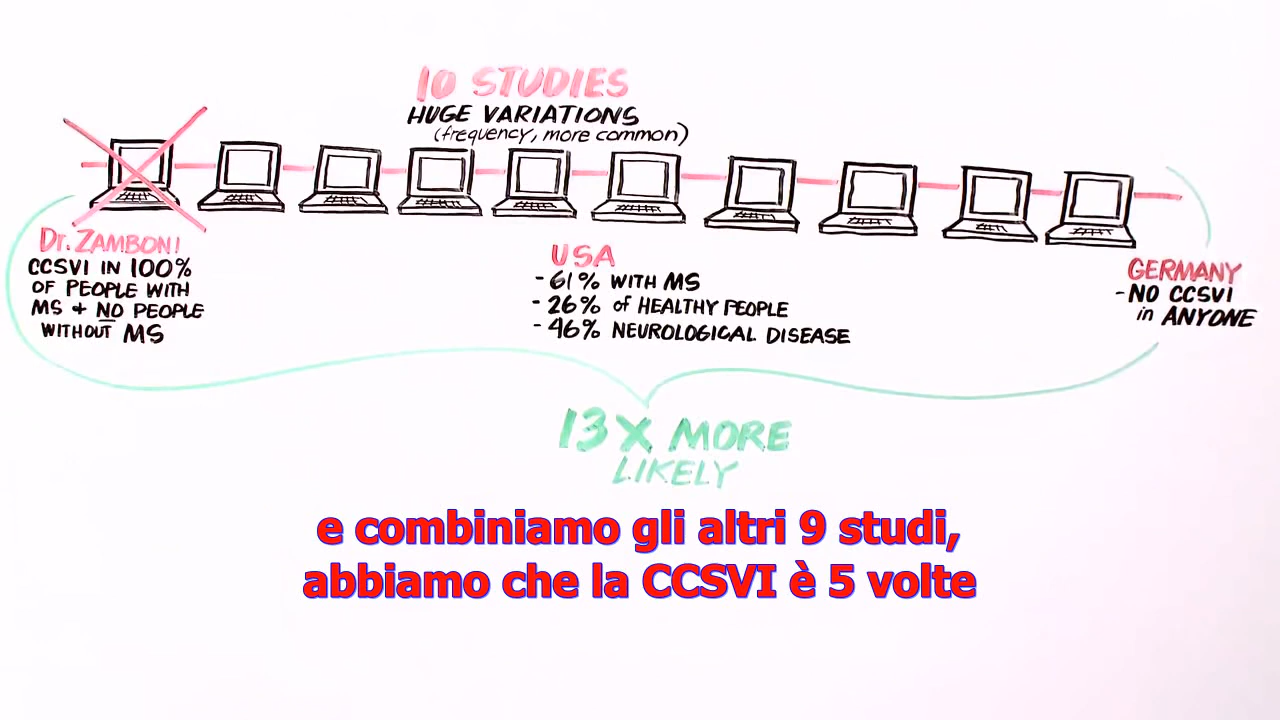 10 STUDIES
HUGE VARIATIONS
(frequency, more common)
Dr. ZAMBONI
CCSVI IN 100%
OF PEOPLE WITH
MS + NO PEOPLE
WITHOUT MS
USA
- 61% WITH MS
- 26% of HEALTHY PEOPLE
- 46% NEUROLOGICAL DISEASE
GERMANY
- NO CCSVI
in ANYONE
13X MORE
LIKELY
e combiniamo gli altri 9 studi,
abbiamo che la CCSVI è 5 volte